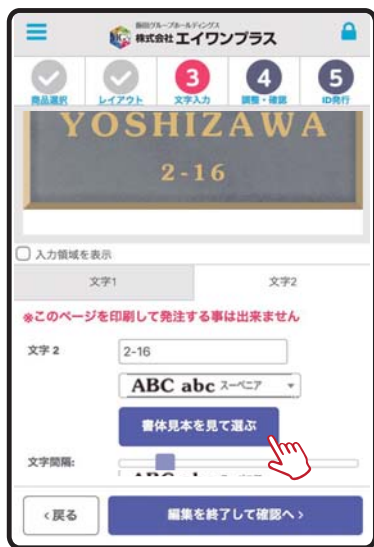 飯田グループホールディングス
株式会社エイワンプラス
3 4 5
商品選択 レイアウト 文字入力 調整・確認 ID発行
YOSHIZAWA
2-16
入力領域を表示
文字1 文字2
※このページを印刷して発注する事は出来ません
文字 2 2-16
ABC abc スーベニア
書体見本を見て選ぶ
文字間隔:
‹戻る 編集を終了して確認へ›